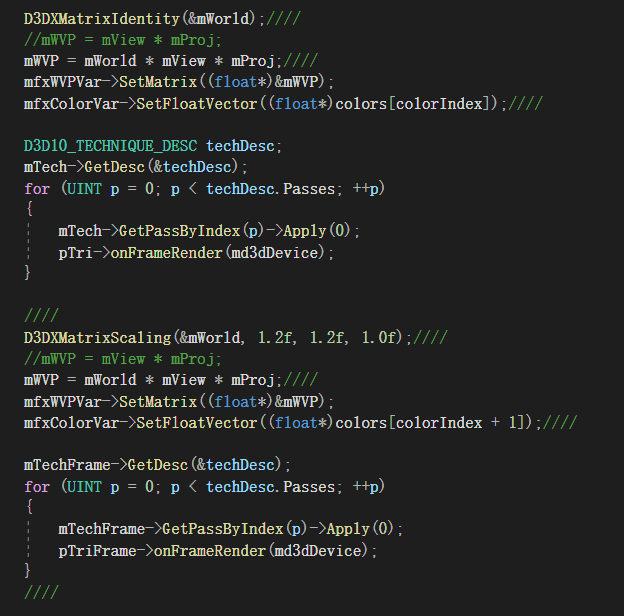 D3DXMatrixIdentity(&mWorld);////
//mWVP = mView * mProj;
mWVP = mWorld * mView * mProj;////
mfxWVPVar->SetMatrix((float*)&mWVP);
mfxColorVar->SetFloatVector((float*)colors[colorIndex]);////

D3D10_TECHNIQUE_DESC techDesc;
mTech->GetDesc(&techDesc);
for (UINT p = 0; p < techDesc.Passes; ++p)
{
    mTech->GetPassByIndex(p)->Apply(0);
    pTri->onFrameRender(md3dDevice);
}

////
D3DXMatrixScaling(&mWorld, 1.2f, 1.2f, 1.0f);////
//mWVP = mView * mProj;
mWVP = mWorld * mView * mProj;////
mfxWVPVar->SetMatrix((float*)&mWVP);
mfxColorVar->SetFloatVector((float*)colors[colorIndex + 1]);////

mTechFrame->GetDesc(&techDesc);
for (UINT p = 0; p < techDesc.Passes; ++p)
{
    mTechFrame->GetPassByIndex(p)->Apply(0);
    pTriFrame->onFrameRender(md3dDevice);
}
////